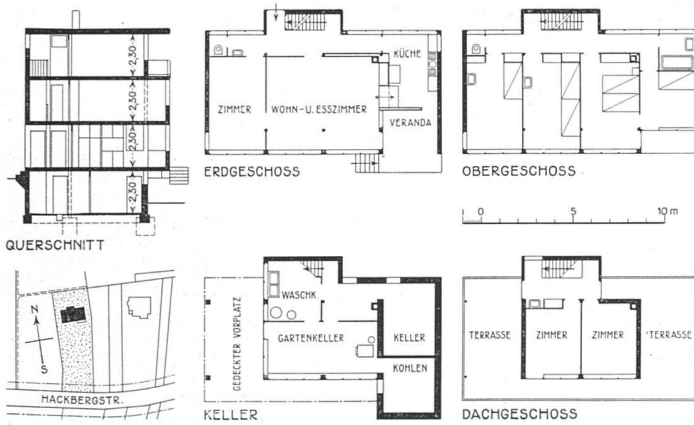 2,30
2,30
2,30
2,30
QUERSCHNITT
KÜCHE
ZIMMER
WOHN-U. ESSZIMMER
VERANDA
ERDGESCHOSS
OBERGESCHOSS
1 0 5 10 m
N
S
HACKBERGSTR.
GEDECKTER VORPLATZ
WASCHK
GARTENKELLER
KELLER
KOHLEN
KELLER
TERRASSE
ZIMMER
ZIMMER
TERRASSE
DACHGESCHOSS